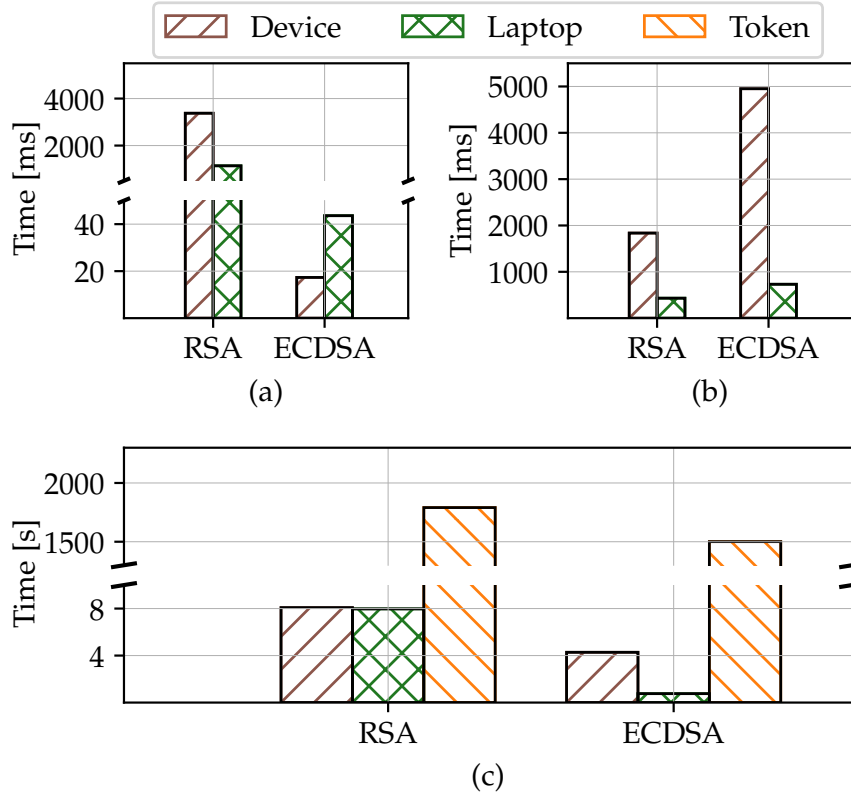 Device Laptop Token
Time [ms]
4000
2000
40
20
RSA ECDSA
(a)
Time [ms]
5000
4000
3000
2000
1000
RSA ECDSA
(b)
Time [s]
2000
1500
8
4
RSA ECDSA
(c)